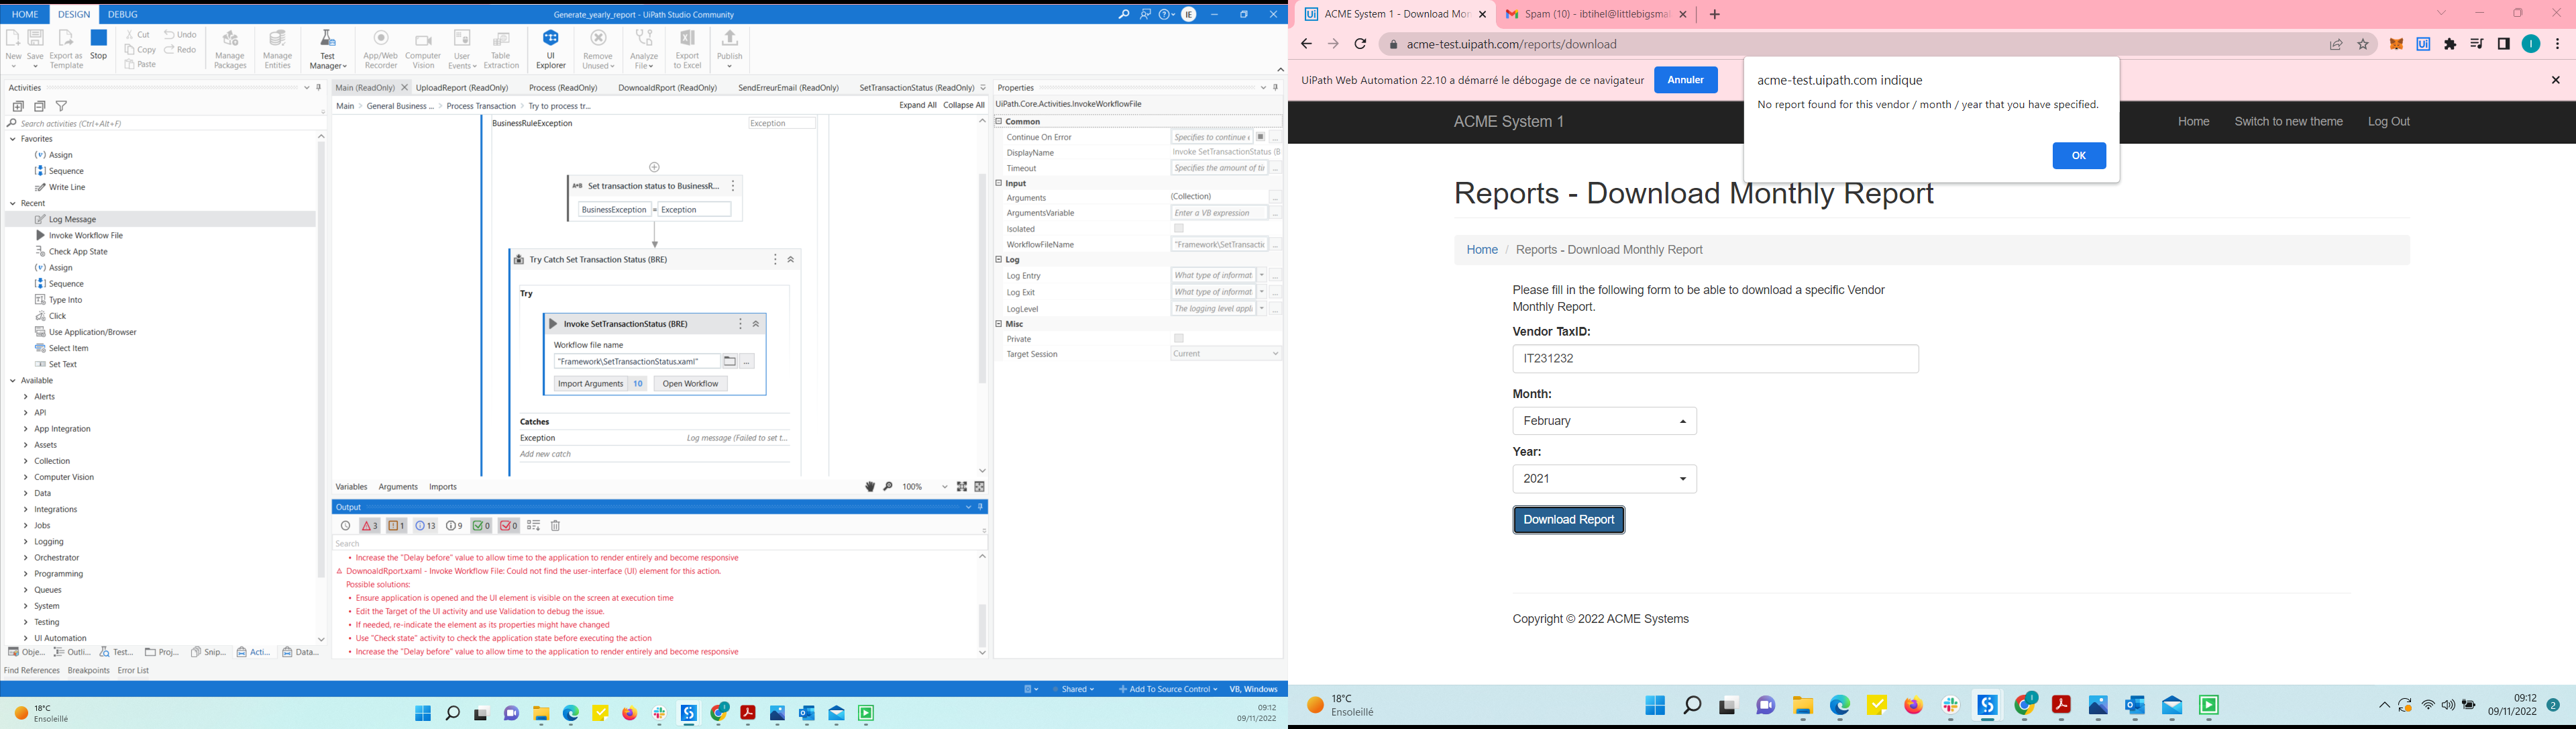 HOME DESIGN DEBUG
Generate_yearly_report - UiPath Studio Community
IE
New Save Export as Template Stop
Cut Copy Paste
Undo Redo
Manage Packages
Manage Entities
Test Manager
App/Web Recorder
Computer Vision
User Events
Table Extraction
UI Explorer
Remove Unused
Analyze File
Export to Excel
Publish
Activities
Search activities (Ctrl+Alt+F)
Favorites
(v) Assign
Sequence
Write Line
Recent
Log Message
Invoke Workflow File
Check App State
(v) Assign
Sequence
Type Into
Click
Use Application/Browser
Select Item
Set Text
Available
Alerts
API
App Integration
Assets
Collection
Computer Vision
Data
Integrations
Jobs
Logging
Orchestrator
Programming
Queues
System
Testing
UI Automation
Obje... Outli... Test... Proj... Snip... Acti... Data...
Find References Breakpoints Error List
Main (ReadOnly) UploadReport (ReadOnly) Process (ReadOnly) DownoaldRport (ReadOnly) SendErreurEmail (ReadOnly) SetTransactionStatus (ReadOnly)
Main > General Business ... > Process Transaction > Try to process tr...
Expand All Collapse All
BusinessRuleException
Exception
A*B Set transaction status to BusinessR...
BusinessException = Exception
Try Catch Set Transaction Status (BRE)
Try
Invoke SetTransactionStatus (BRE)
Workflow file name
"Framework\SetTransactionStatus.xaml"
...
Import Arguments 10 Open Workflow
Catches
Exception Log message (Failed to set t...
Add new catch
Variables Arguments Imports
100%
Output
3 1 13 9 0 0
Search
• Increase the "Delay before" value to allow time to the application to render entirely and become responsive
DownoaldRport.xaml - Invoke Workflow File: Could not find the user-interface (UI) element for this action.
Possible solutions:
• Ensure application is opened and the UI element is visible on the screen at execution time
• Edit the Target of the UI activity and use Validation to debug the issue.
• If needed, re-indicate the element as its properties might have changed
• Use "Check state" activity to check the application state before executing the action
• Increase the "Delay before" value to allow time to the application to render entirely and become responsive
Properties
UiPath.Core.Activities.InvokeWorkflowFile
Common
Continue On Error Specifies to continue
DisplayName Invoke SetTransactionStatus (B
Timeout Specifies the amount of ti
Input
Arguments (Collection)
ArgumentsVariable Enter a VB expression
Isolated
WorkflowFileName "Framework\SetTransactic
Log
Log Entry What type of informat
Log Exit What type of informat
LogLevel The logging level appli
Misc
Private
Target Session Current
Shared
Add To Source Control
VB, Windows
18°C
Ensoleillé
09:12
09/11/2022
ACME System 1 - Download Mon
Spam (10) - ibtihel@littlebigsma
acme-test.uipath.com/reports/download
UiPath Web Automation 22.10 a démarré le débogage de ce navigateur
Annuler
acme-test.uipath.com indique
No report found for this vendor / month / year that you have specified.
OK
ACME System 1
Home Switch to new theme Log Out
Reports - Download Monthly Report
Home / Reports - Download Monthly Report
Please fill in the following form to be able to download a specific Vendor
Monthly Report.
Vendor TaxID:
IT231232
Month:
February
Year:
2021
Download Report
Copyright © 2022 ACME Systems
18°C
Ensoleillé
09:12
09/11/2022
2